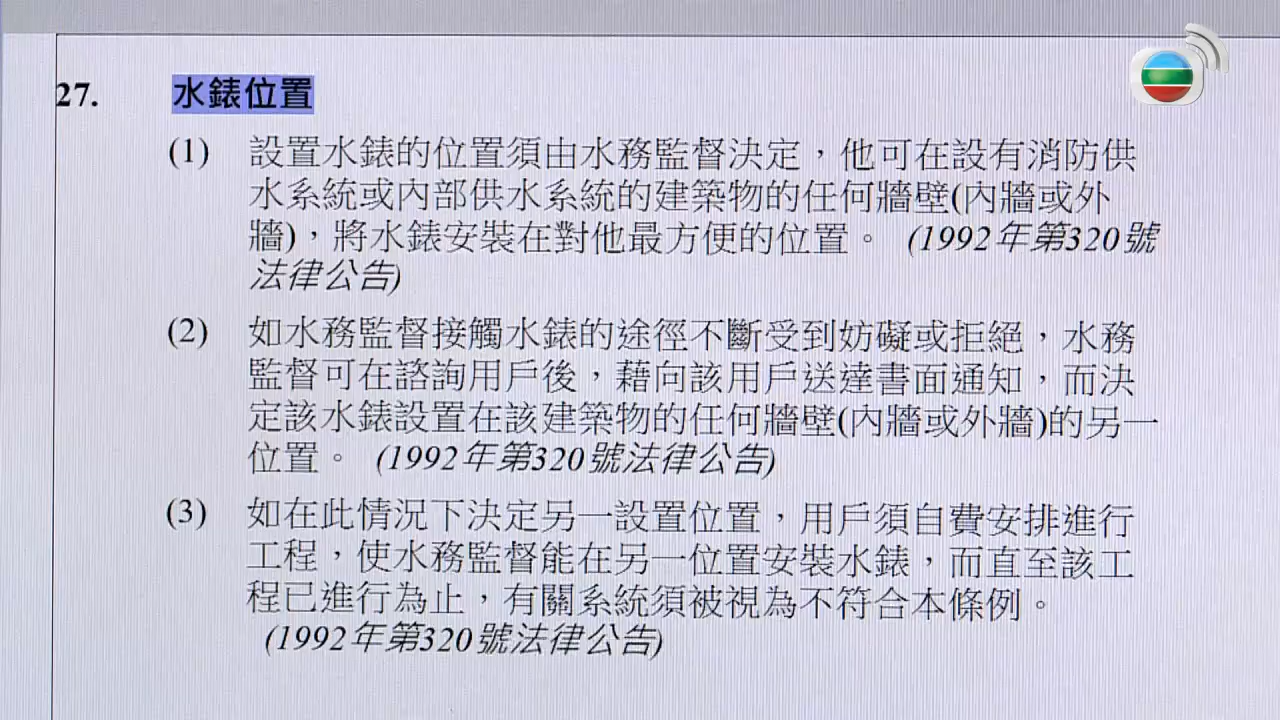 27. 水錶位置
(1) 設置水錶的位置須由水務監督決定，他可在設有消防供
水系統或內部供水系統的建築物的任何牆壁(內牆或外
牆)，將水錶安裝在對他最方便的位置。 (1992年第320號
法律公告)
(2) 如水務監督接觸水錶的途徑不斷受到妨礙或拒絕，水務
監督可在諮詢用戶後，藉向該用戶送達書面通知，而決
定該水錶設置在該建築物的任何牆壁(內牆或外牆)的另一
位置。 (1992年第320號法律公告)
(3) 如在此情況下決定另一設置位置，用戶須自費安排進行
工程，使水務監督能在另一位置安裝水錶，而直至該工
程已進行為止，有關系統須被視為不符合本條例。
(1992年第320號法律公告)